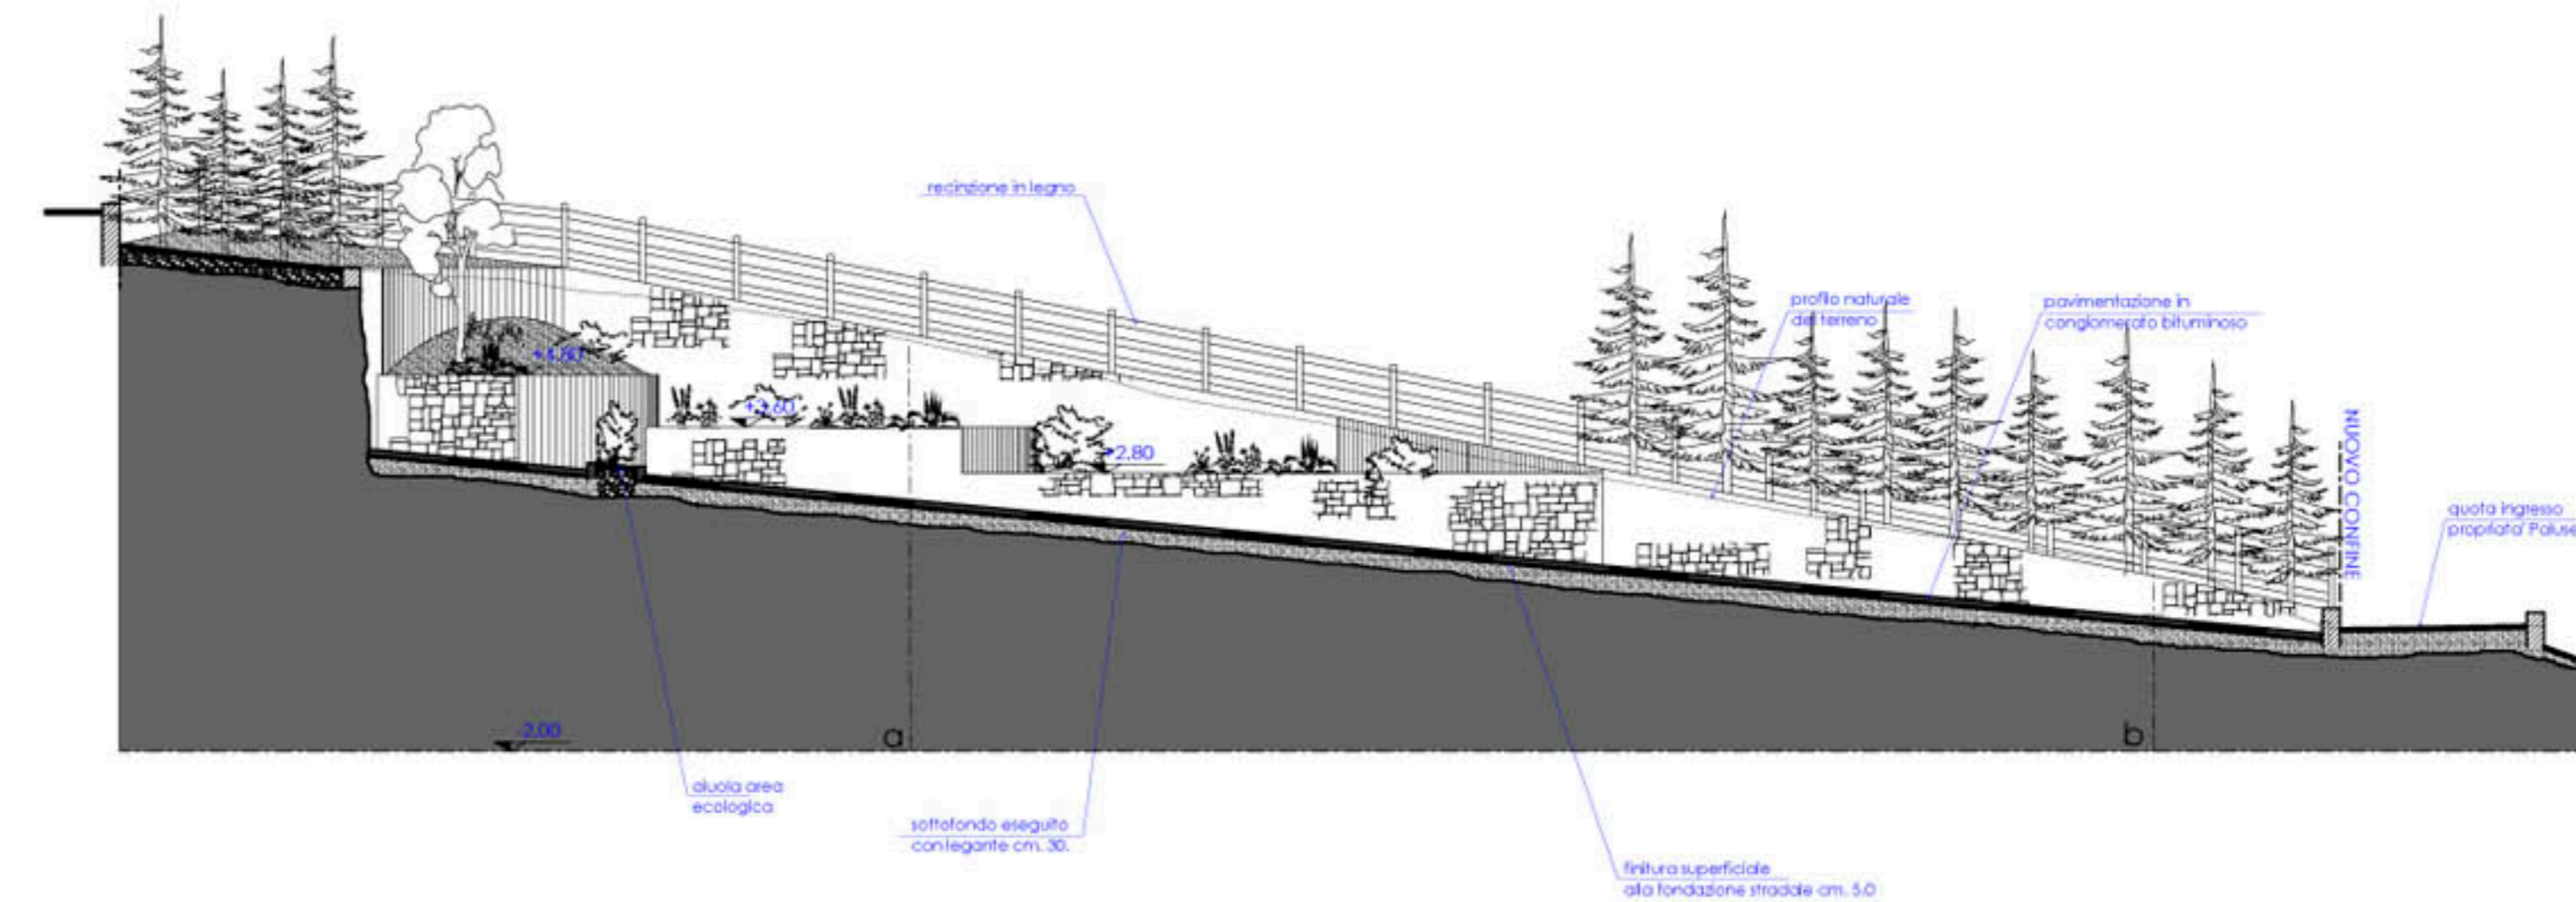 recinzione in legno
profilo naturale
del terreno
pavimentazione in
conglomerato bituminoso
+4.80
+3.60
+2.80
NUOVO CONFINE
quota ingresso
propriata' Paluse
-2.00
a
b
aiuola area
ecologica
sottofondo eseguito
con legante cm. 30.
finitura superficiale
alla fondazione stradale cm. 5.0